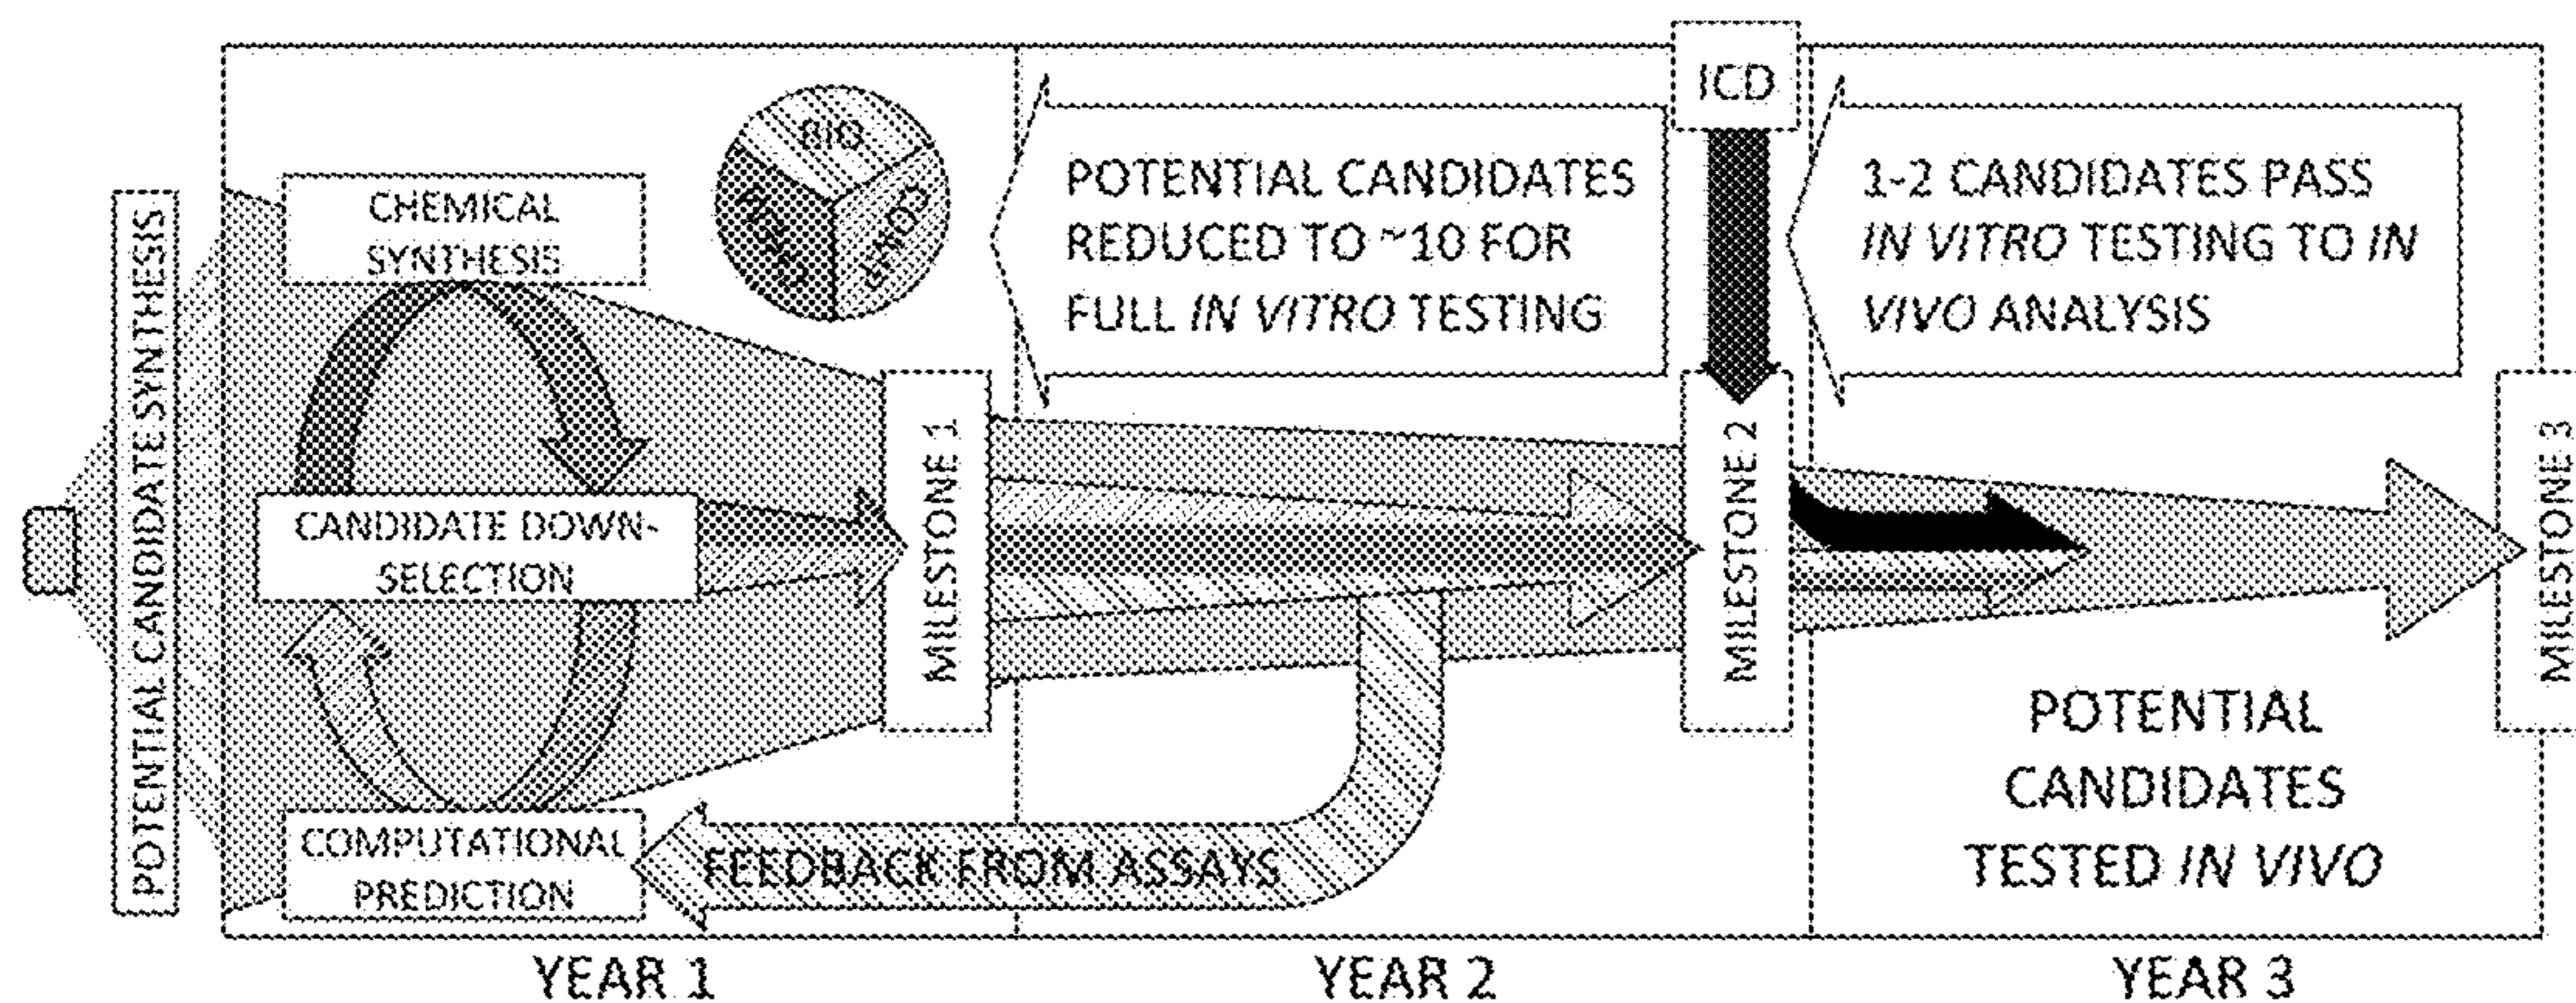 POTENTIAL CANDIDATE SYNTHESIS
CHEMICAL
SYNTHESIS
CANDIDATE DOWN-
SELECTION
COMPUTATIONAL
PREDICTION
BIO
COMP
MILESTONE 1
POTENTIAL CANDIDATES
REDUCED TO ~10 FOR
FULL IN VITRO TESTING
FEEDBACK FROM ASSAYS
ICD
MILESTONE 2
1-2 CANDIDATES PASS
IN VITRO TESTING TO IN
VIVO ANALYSIS
POTENTIAL
CANDIDATES
TESTED IN VIVO
MILESTONE 3
YEAR 1
YEAR 2
YEAR 3